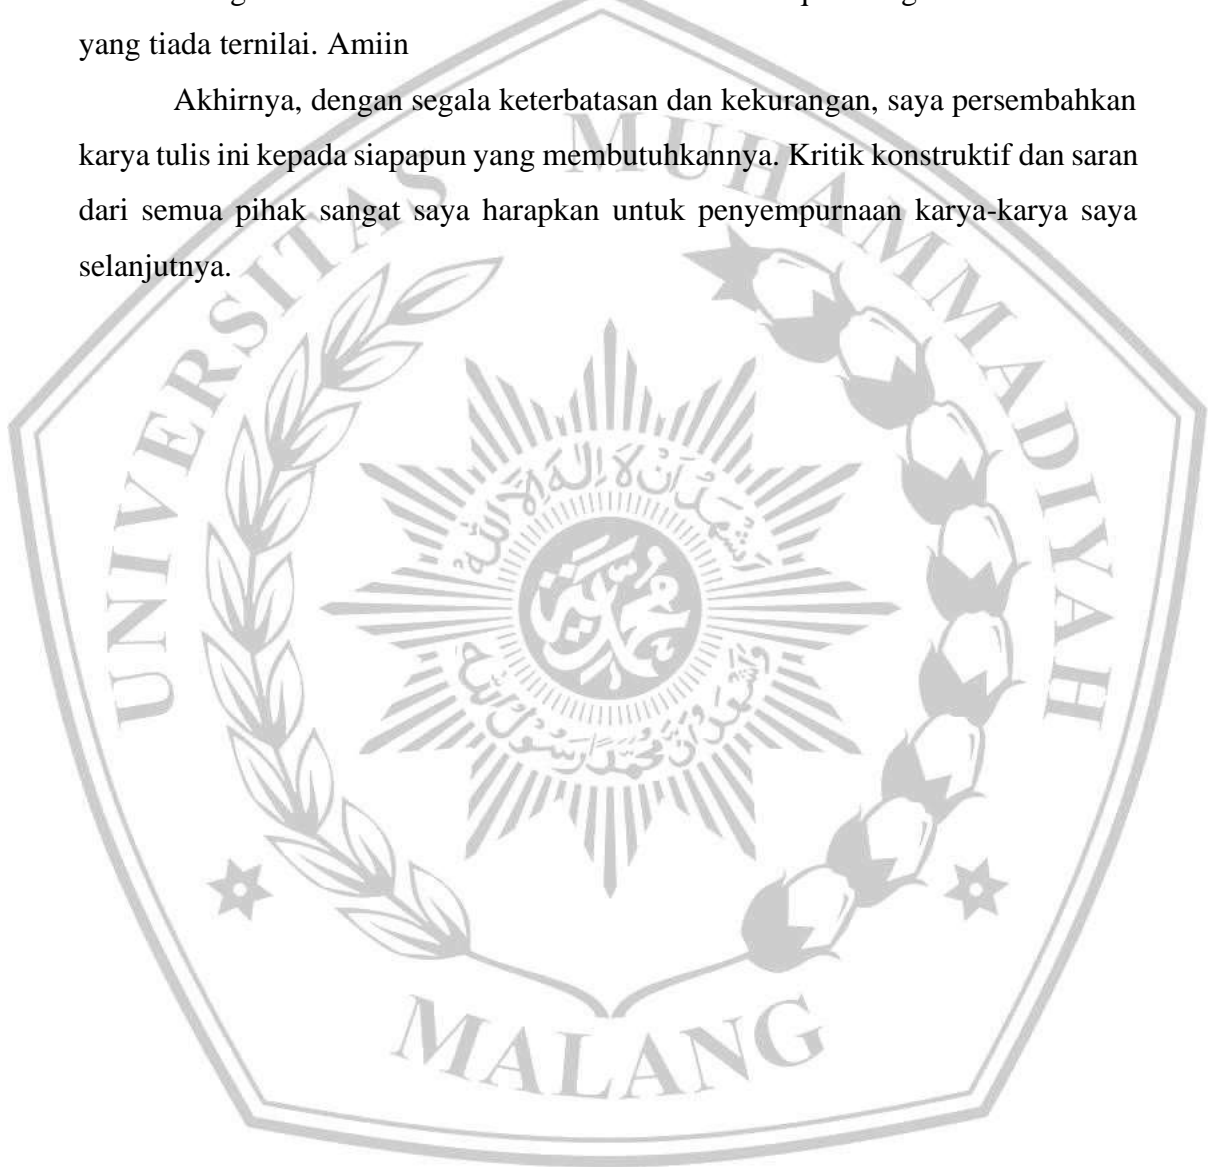 yang tiada ternilai. Amiin
Akhirnya, dengan segala keterbatasan dan kekurangan, saya persembahkan
karya tulis ini kepada siapapun yang membutuhkannya. Kritik konstruktif dan saran
dari semua pihak sangat saya harapkan untuk penyempurnaan karya-karya saya
selanjutnya.
UNIVERSITAS MUHAMMADIYAH
MALANG